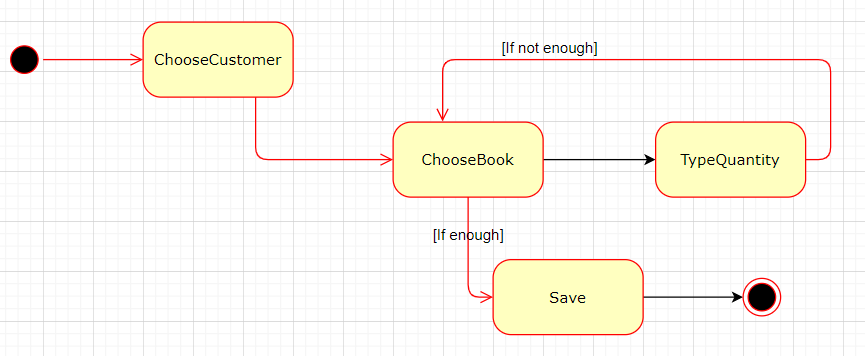 [If not enough]
ChooseCustomer
ChooseBook
TypeQuantity
[If enough]
Save